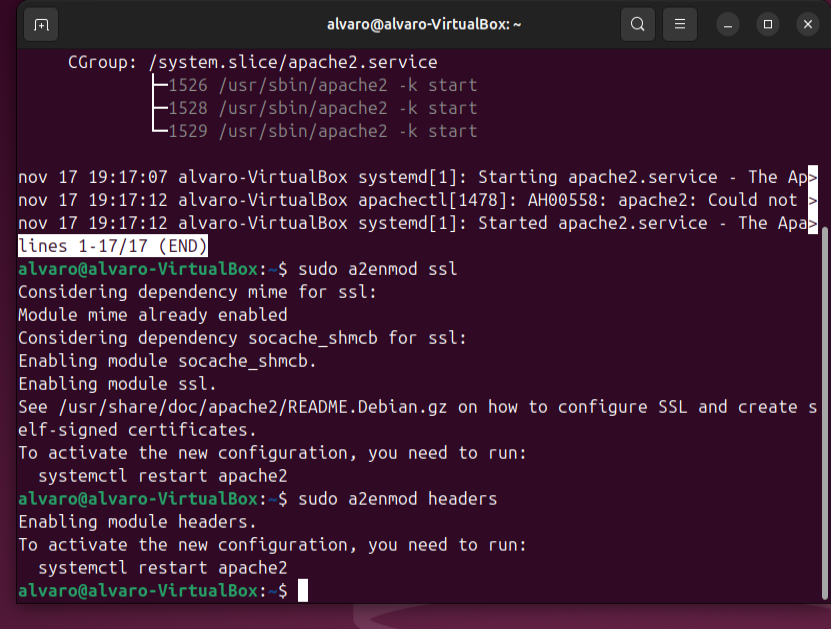 alvaro@alvaro-VirtualBox: ~
CGroup: /system.slice/apache2.service
├─1526 /usr/sbin/apache2 -k start
├─1528 /usr/sbin/apache2 -k start
└─1529 /usr/sbin/apache2 -k start
nov 17 19:17:07 alvaro-VirtualBox systemd[1]: Starting apache2.service - The Ap>
nov 17 19:17:12 alvaro-VirtualBox apachectl[1478]: AH00558: apache2: Could not >
nov 17 19:17:12 alvaro-VirtualBox systemd[1]: Started apache2.service - The Apa>
lines 1-17/17 (END)
alvaro@alvaro-VirtualBox:~$ sudo a2enmod ssl
Considering dependency mime for ssl:
Module mime already enabled
Considering dependency socache_shmcb for ssl:
Enabling module socache_shmcb.
Enabling module ssl.
See /usr/share/doc/apache2/README.Debian.gz on how to configure SSL and create s
elf-signed certificates.
To activate the new configuration, you need to run:
  systemctl restart apache2
alvaro@alvaro-VirtualBox:~$ sudo a2enmod headers
Enabling module headers.
To activate the new configuration, you need to run:
  systemctl restart apache2
alvaro@alvaro-VirtualBox:~$